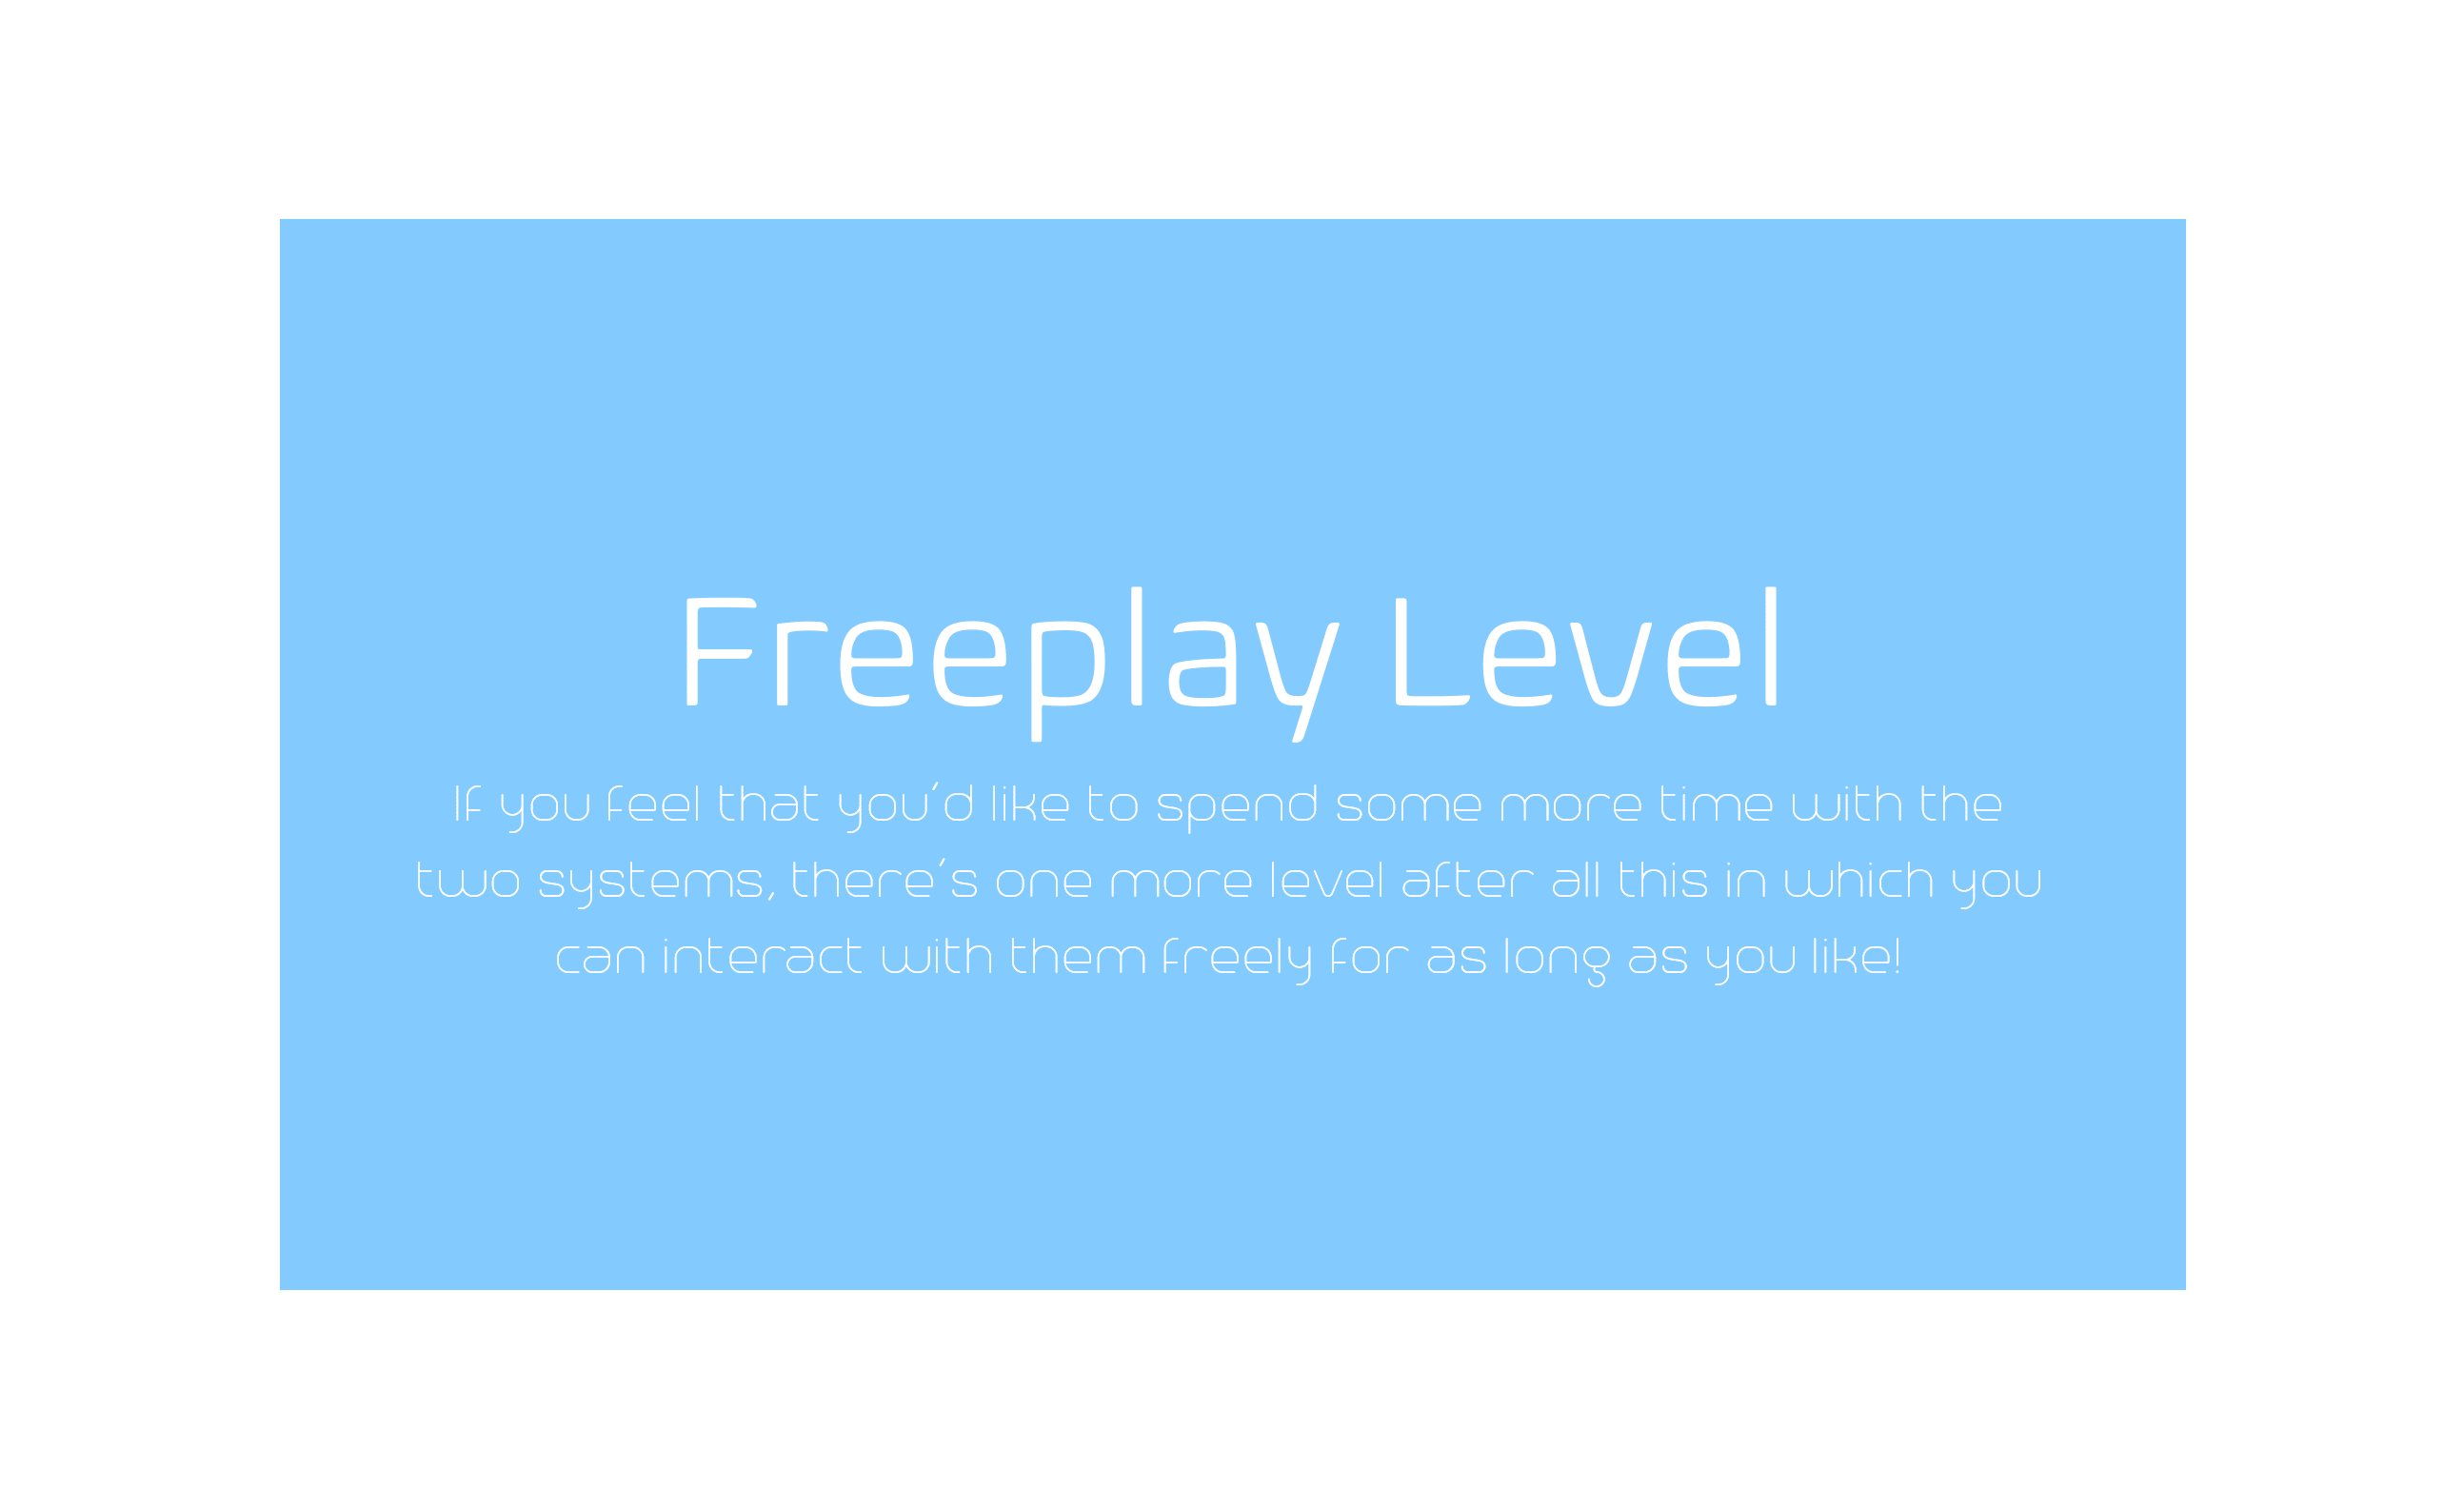 Freeplay Level
If you feel that you'd like to spend some more time with the
two systems, there's one more level after all this in which you
can interact with them freely for as long as you like!